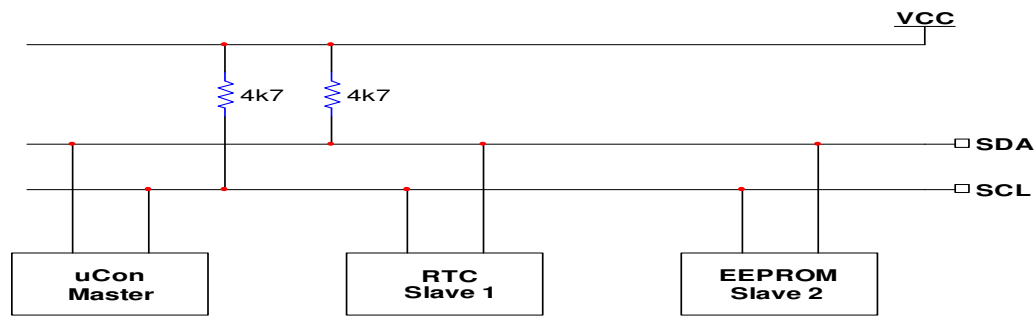 VCC
4k7
4k7
SDA
SCL
uCon
Master
RTC
Slave 1
EEPROM
Slave 2